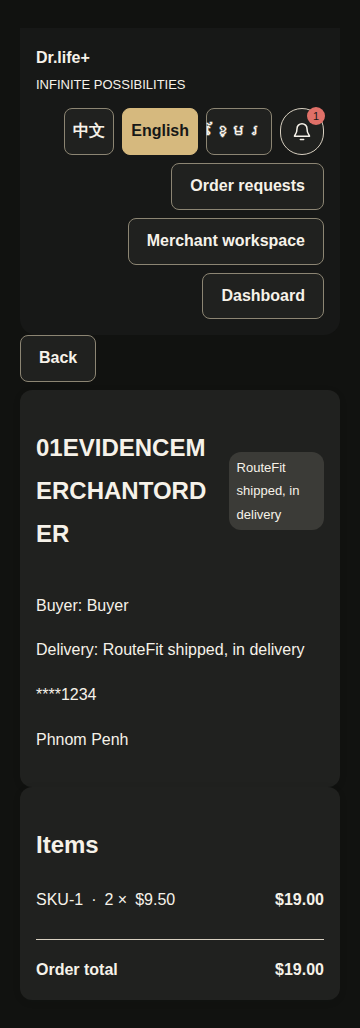 Dr.life+
INFINITE POSSIBILITIES
中文 English ខ្មែរ 1
Order requests
Merchant workspace
Dashboard
Back
01EVIDENCEM
ERCHANTORD
ER
RouteFit
shipped, in
delivery
Buyer: Buyer
Delivery: RouteFit shipped, in delivery
****1234
Phnom Penh
Items
SKU-1 · 2 × $9.50 $19.00
Order total $19.00